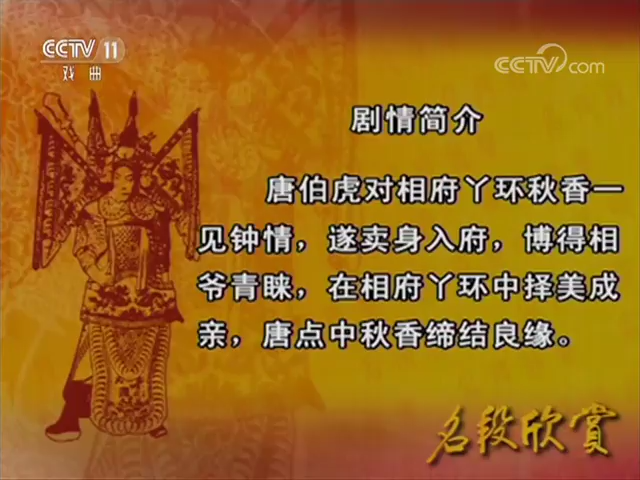 CCTV 11
戏曲
CCTV.com
剧情简介
唐伯虎对相府丫环秋香一
见钟情，遂卖身入府，博得相
爷青睐，在相府丫环中择美成
亲，唐点中秋香缔结良缘。
名段欣赏